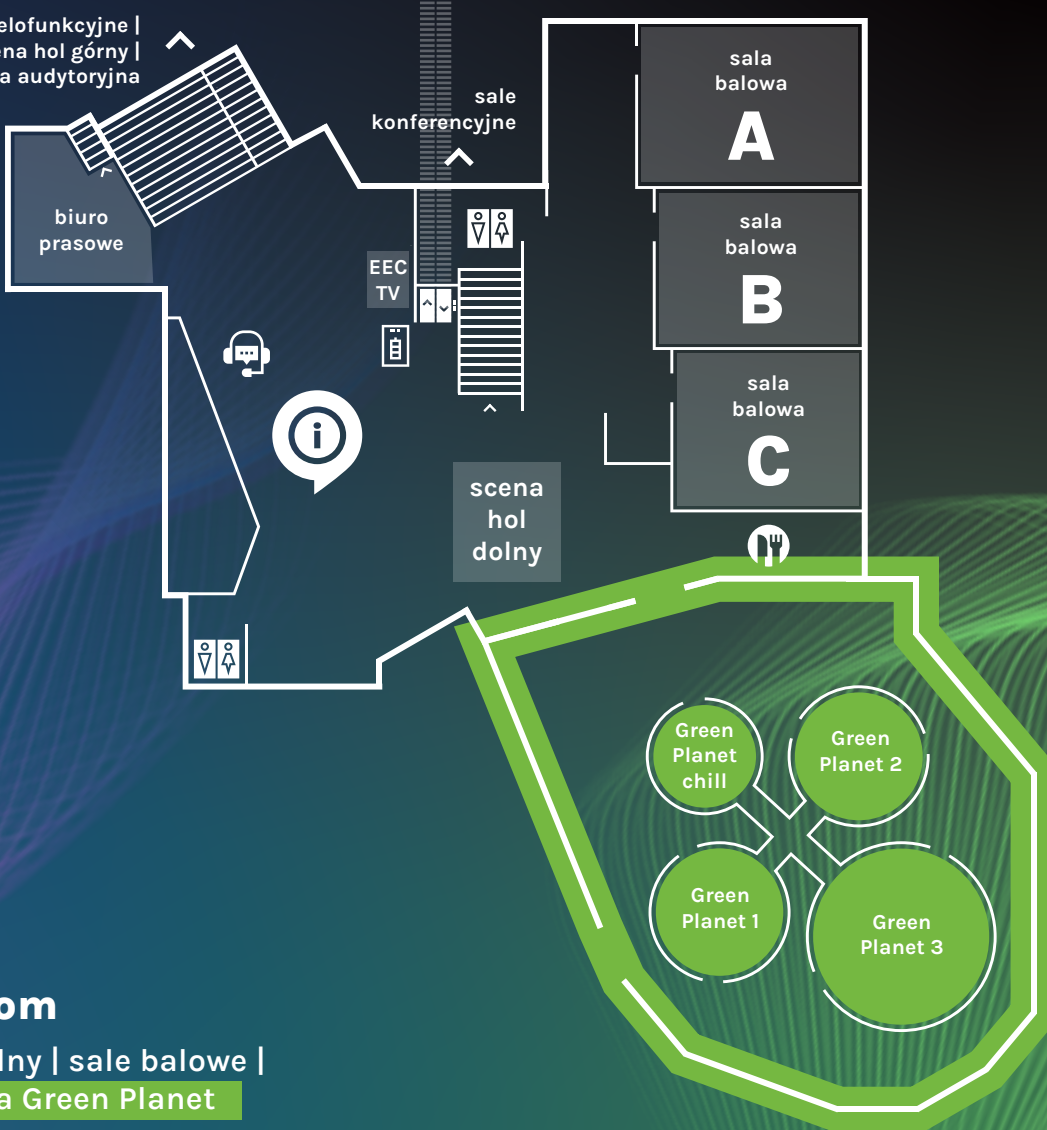 elofunkcyjne |
ena hol górny |
a audytoryjna
sale
konferencyjne
sala
balowa
A
biuro
prasowe
sala
balowa
B
EEC
TV
sala
balowa
C
i
scena
hol
dolny
Green
Planet
chill
Green
Planet 2
Green
Planet 1
Green
Planet 3
om
lny | sale balowe |
a Green Planet